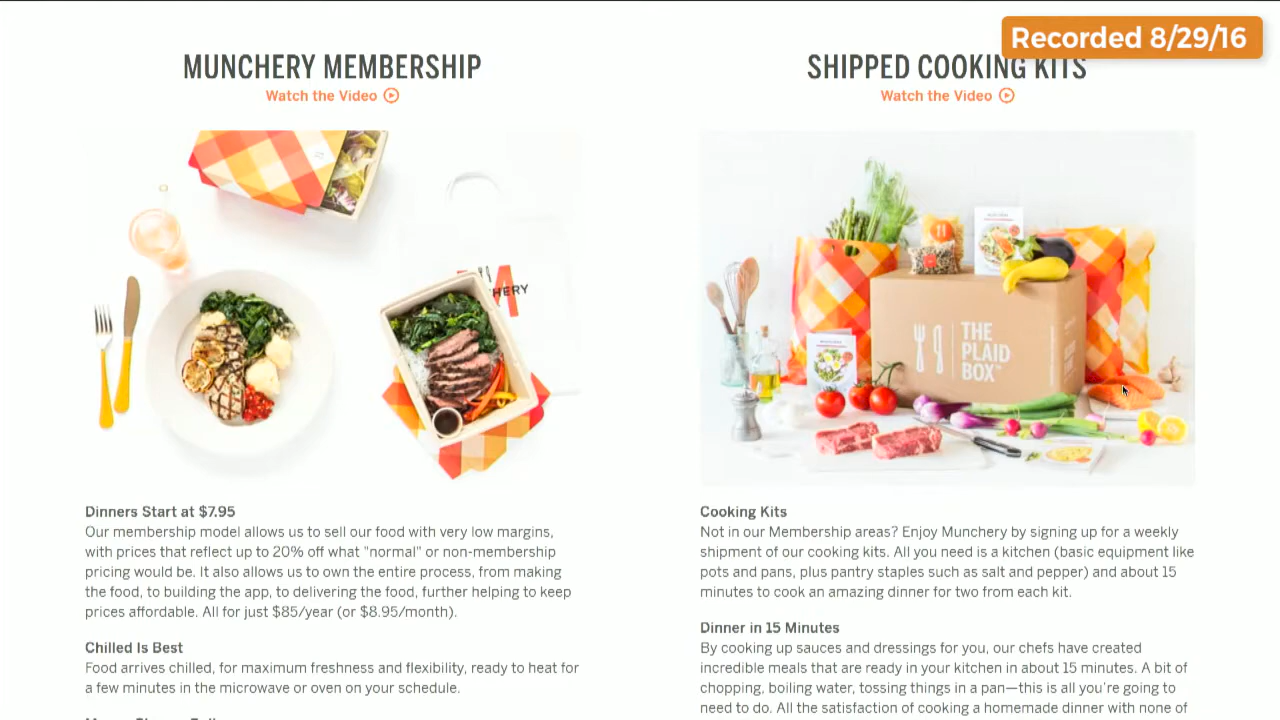 Recorded 8/29/16
MUNCHERY MEMBERSHIP
Watch the Video
HERY
Dinners Start at $7.95
Our membership model allows us to sell our food with very low margins,
with prices that reflect up to 20% off what "normal" or non-membership
pricing would be. It also allows us to own the entire process, from making
the food, to building the app, to delivering the food, further helping to keep
prices affordable. All for just $85/year (or $8.95/month).
Chilled Is Best
Food arrives chilled, for maximum freshness and flexibility, ready to heat for
a few minutes in the microwave or oven on your schedule.
SHIPPED COOKING KITS
Watch the Video
THE
PLAID
BOX™
Cooking Kits
Not in our Membership areas? Enjoy Munchery by signing up for a weekly
shipment of our cooking kits. All you need is a kitchen (basic equipment like
pots and pans, plus pantry staples such as salt and pepper) and about 15
minutes to cook an amazing dinner for two from each kit.
Dinner in 15 Minutes
By cooking up sauces and dressings for you, our chefs have created
incredible meals that are ready in your kitchen in about 15 minutes. A bit of
chopping, boiling water, tossing things in a pan—this is all you're going to
need to do. All the satisfaction of cooking a homemade dinner with none of